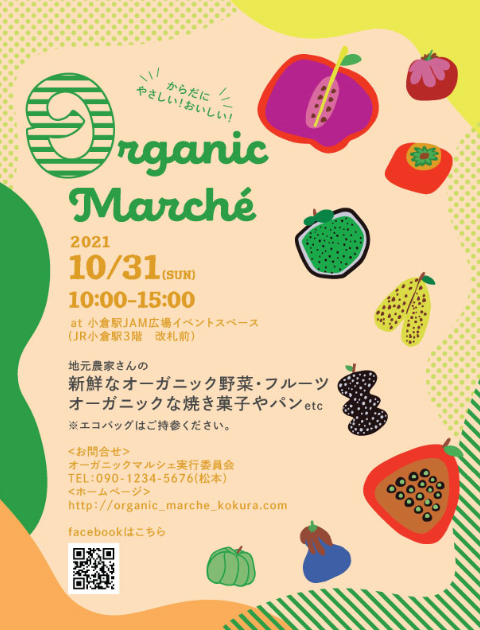 からだに
やさしい！おいしい！
Organic
Marché
2021
10/31(SUN)
10:00-15:00
at 小倉駅JAM広場イベントスペース
(JR小倉駅3階　改札前)
地元農家さんの
新鮮なオーガニック野菜・フルーツ
オーガニックな焼き菓子やパンetc
※エコバッグはご持参ください。
<お問合せ>
オーガニックマルシェ実行委員会
TEL:090-1234-5676(松本)
<ホームページ>
http://organic_marche_kokura.com
facebookはこちら